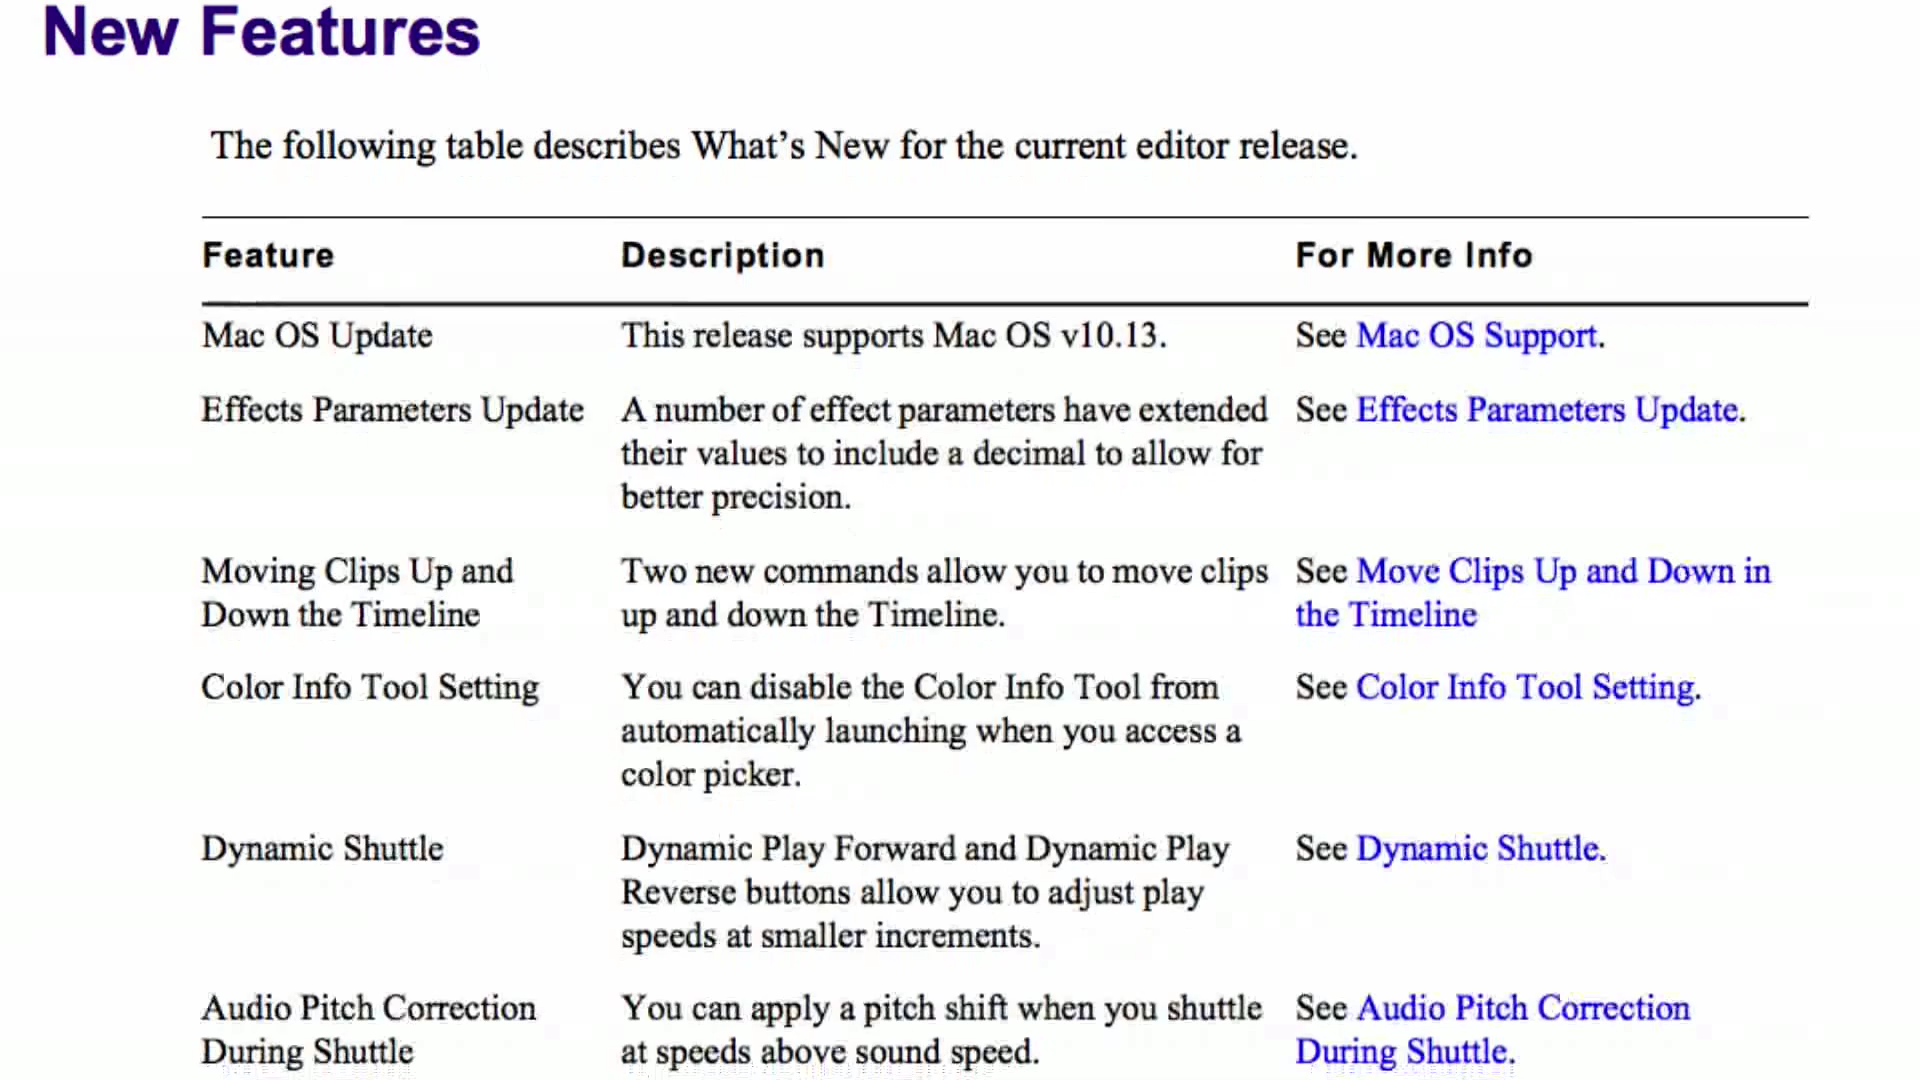 New Features
The following table describes What's New for the current editor release.
Feature Description For More Info
Mac OS Update This release supports Mac OS v10.13. See Mac OS Support.
Effects Parameters Update A number of effect parameters have extended See Effects Parameters Update.
their values to include a decimal to allow for
better precision.
Moving Clips Up and Two new commands allow you to move clips See Move Clips Up and Down in
Down the Timeline up and down the Timeline. the Timeline
Color Info Tool Setting You can disable the Color Info Tool from See Color Info Tool Setting.
automatically launching when you access a
color picker.
Dynamic Shuttle Dynamic Play Forward and Dynamic Play See Dynamic Shuttle.
Reverse buttons allow you to adjust play
speeds at smaller increments.
Audio Pitch Correction You can apply a pitch shift when you shuttle See Audio Pitch Correction
During Shuttle at speeds above sound speed. During Shuttle.